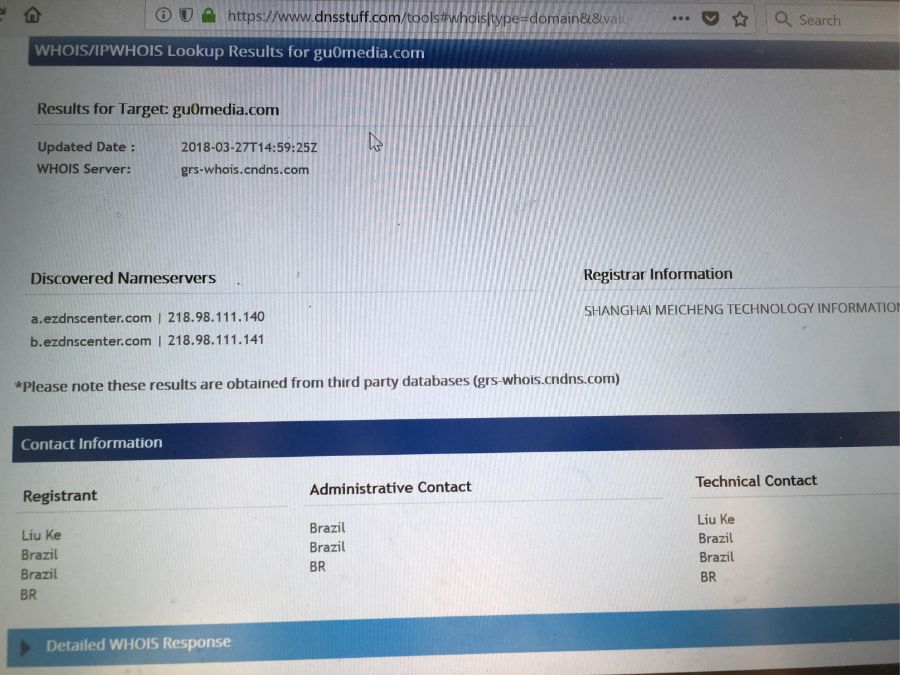 https://www.dnsstuff.com/tools#whois|type=domain&&valu
Search
WHOIS/IPWHOIS Lookup Results for gu0media.com
Results for Target: gu0media.com
Updated Date : 2018-03-27T14:59:25Z
WHOIS Server: grs-whois.cndns.com
Discovered Nameservers
a.ezdnscenter.com | 218.98.111.140
b.ezdnscenter.com | 218.98.111.141
Registrar Information
SHANGHAI MEICHENG TECHNOLOGY INFORMATION
*Please note these results are obtained from third party databases (grs-whois.cndns.com)
Contact Information
Registrant
Liu Ke
Brazil
Brazil
BR
Administrative Contact
Brazil
Brazil
BR
Technical Contact
Liu Ke
Brazil
Brazil
BR
Detailed WHOIS Response